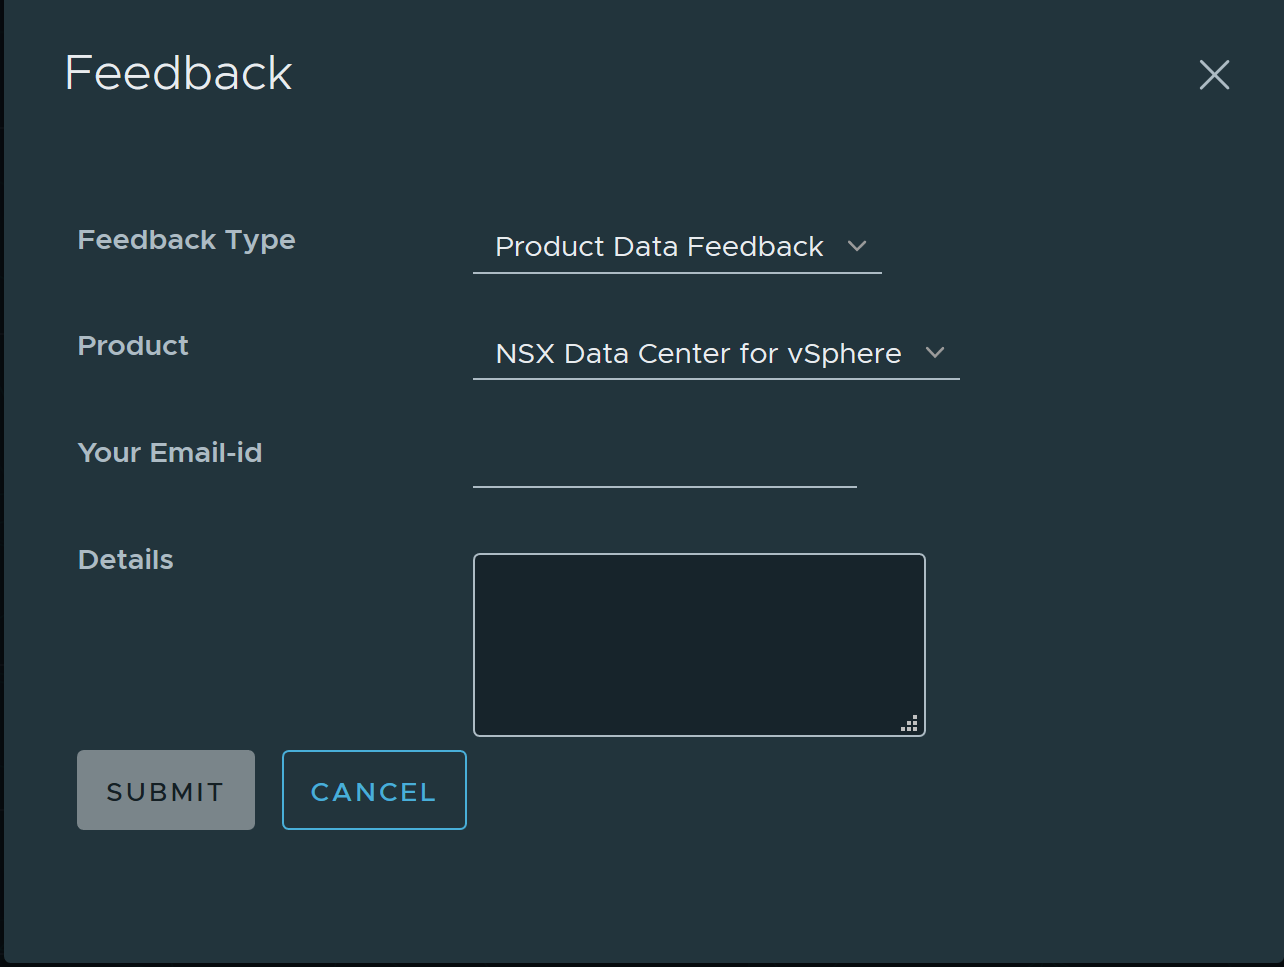 Feedback
Feedback Type
Product Data Feedback
Product
NSX Data Center for vSphere
Your Email-id
Details
SUBMIT
CANCEL